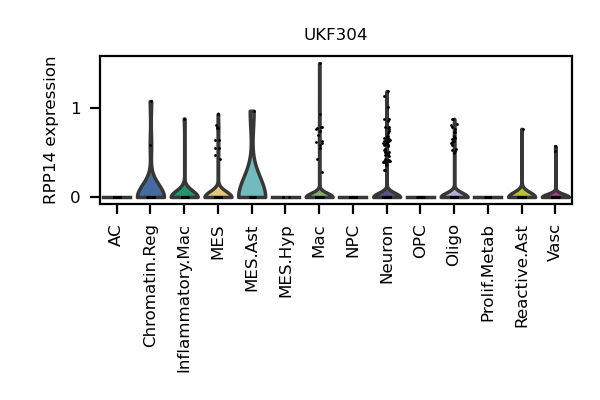 UKF304
RPP14 expression
1
0
AC
Chromatin.Reg
Inflammatory.Mac
MES
MES.Ast
MES.Hyp
Mac
NPC
Neuron
OPC
Oligo
Prolif.Metab
Reactive.Ast
Vasc